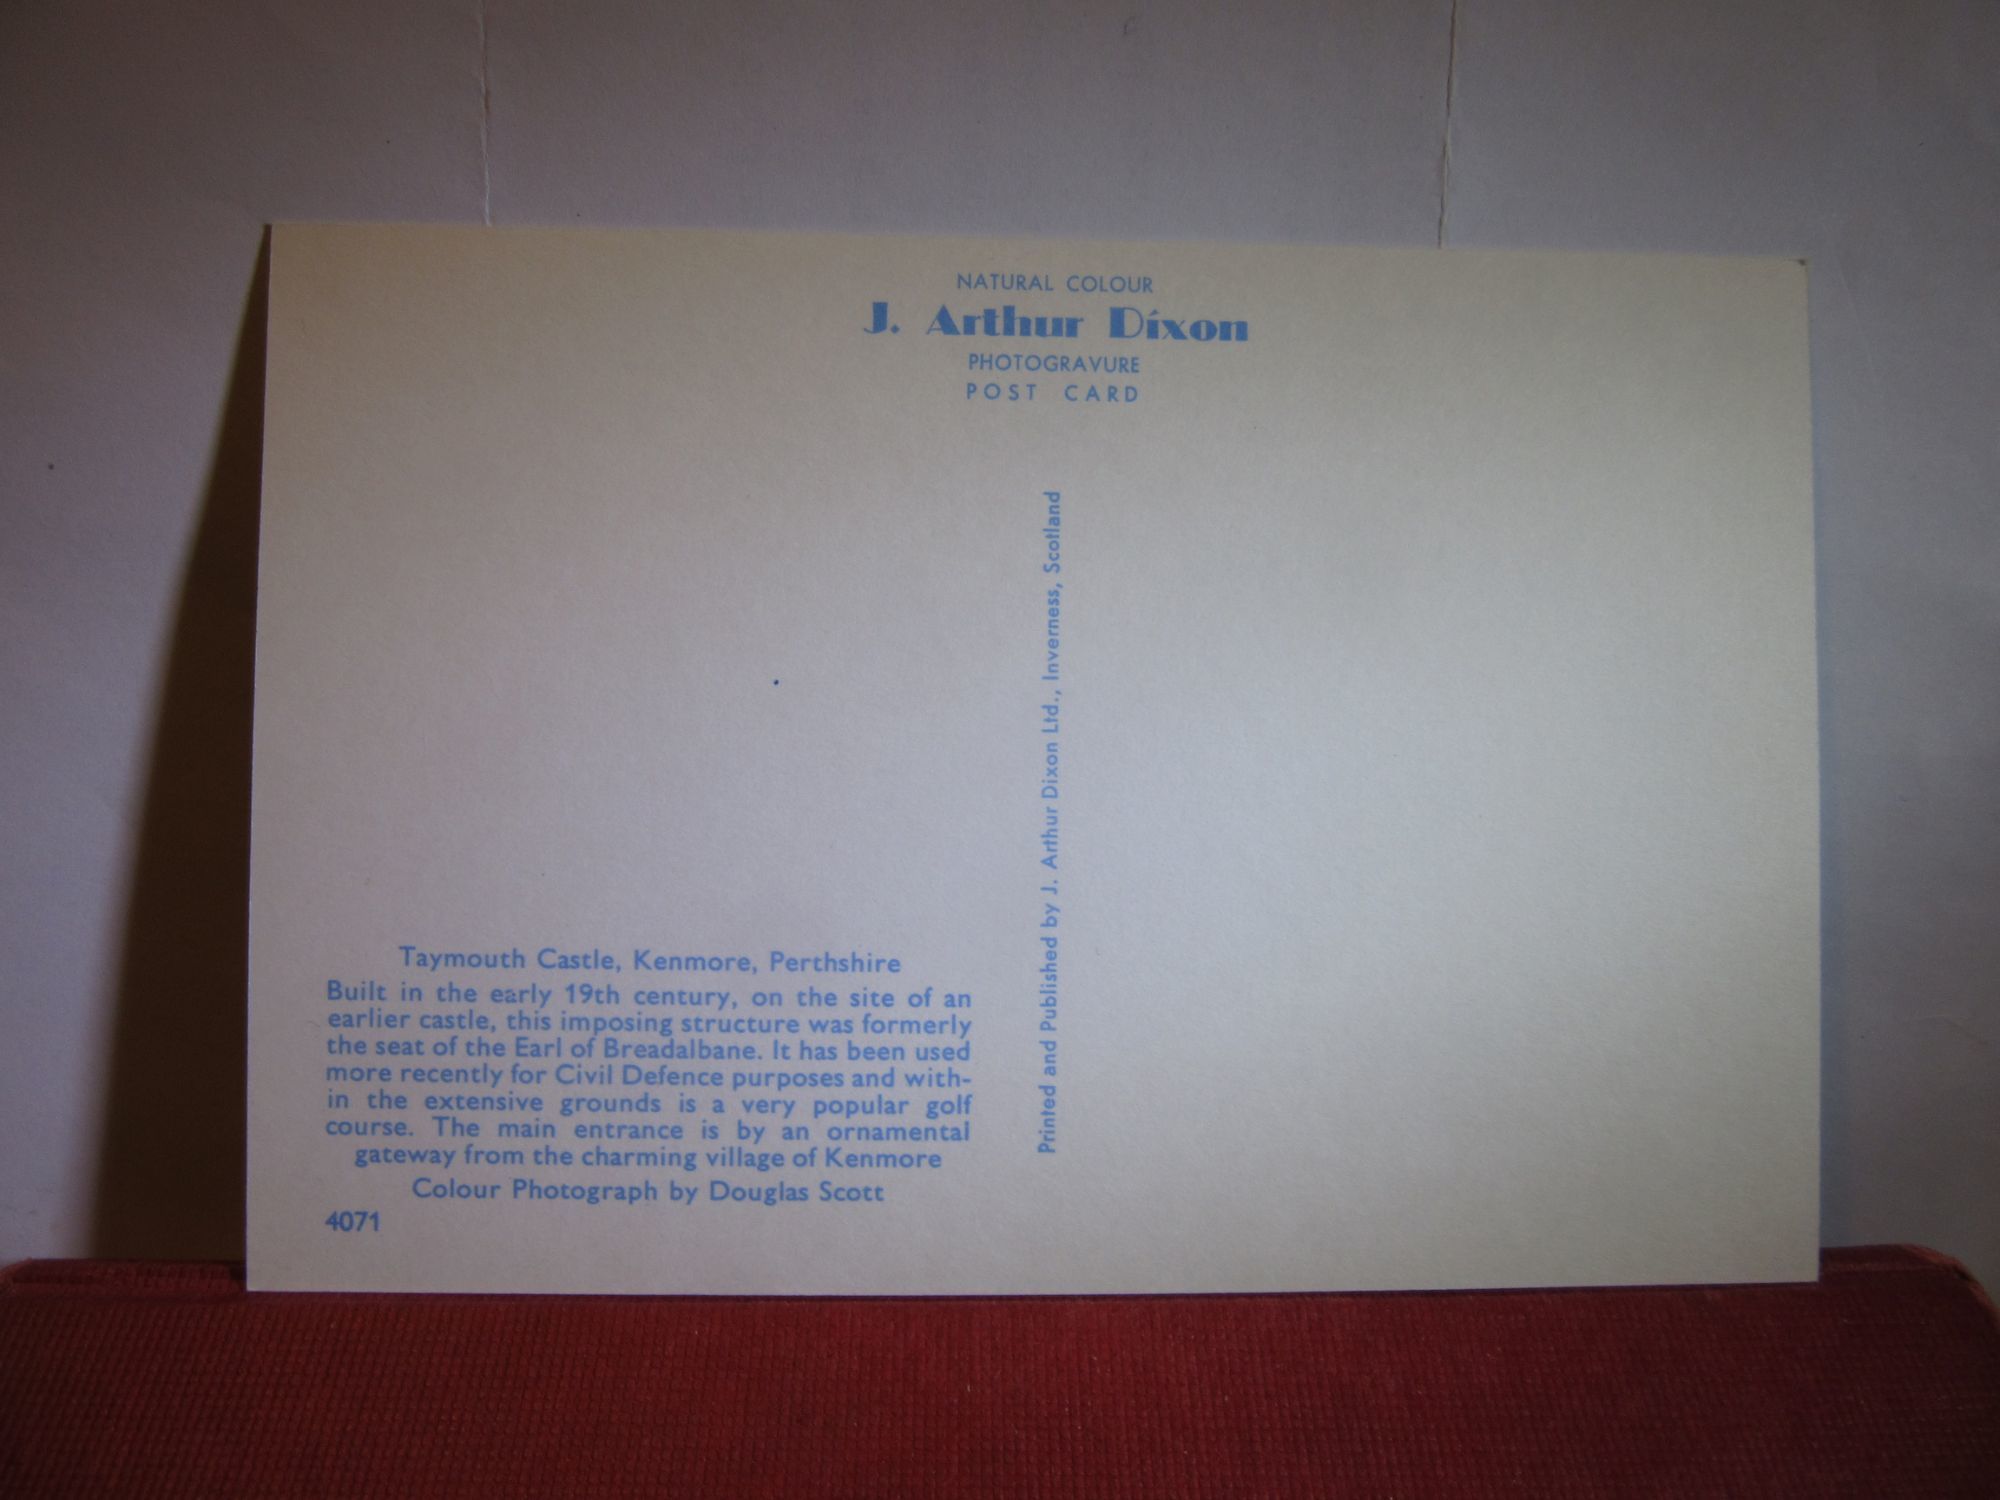 NATURAL COLOUR
J. Arthur Dixon
PHOTOGRAVURE
POST CARD
Printed and Published by J. Arthur Dixon Ltd., Inverness, Scotland
Taymouth Castle, Kenmore, Perthshire
Built in the early 19th century, on the site of an
earlier castle, this imposing structure was formerly
the seat of the Earl of Breadalbane. It has been used
more recently for Civil Defence purposes and with-
in the extensive grounds is a very popular golf
course. The main entrance is by an ornamental
gateway from the charming village of Kenmore
Colour Photograph by Douglas Scott
4071